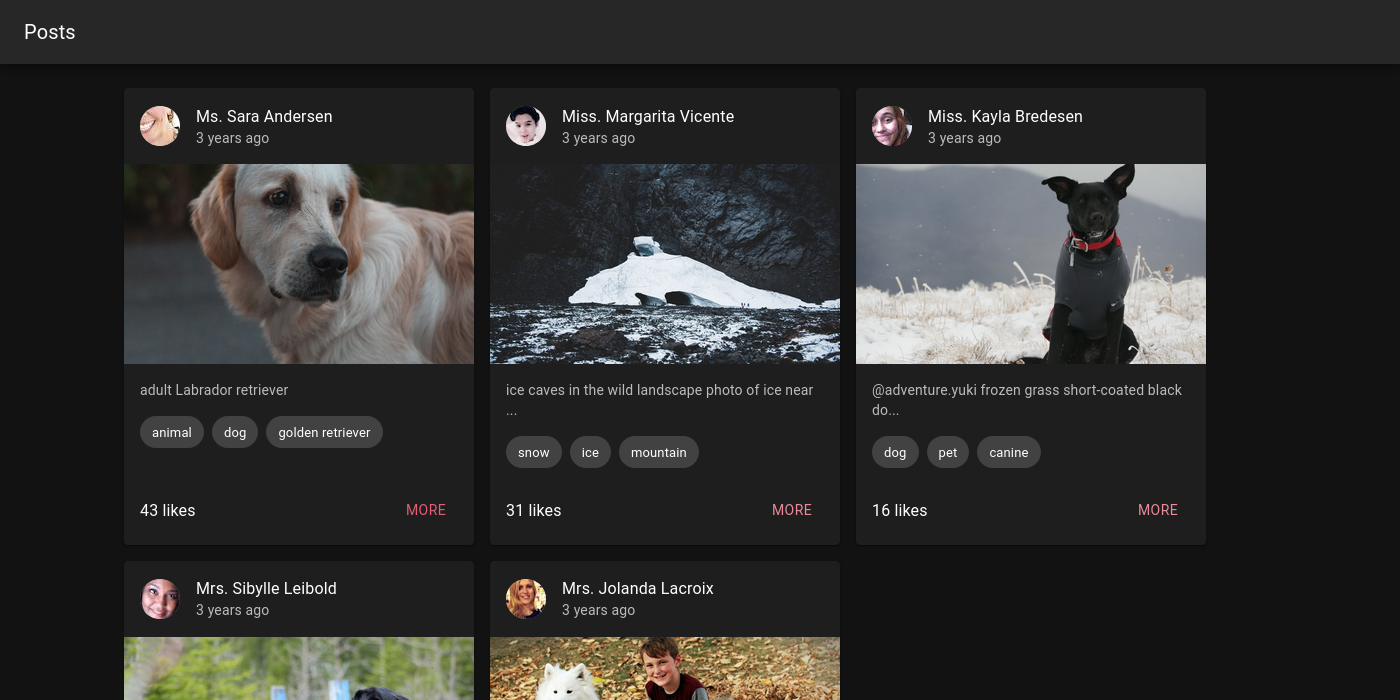 Posts
Ms. Sara Andersen
3 years ago
adult Labrador retriever
animal
dog
golden retriever
43 likes
MORE
Miss. Margarita Vicente
3 years ago
ice caves in the wild landscape photo of ice near
...
snow
ice
mountain
31 likes
MORE
Miss. Kayla Bredesen
3 years ago
@adventure.yuki frozen grass short-coated black
do...
dog
pet
canine
16 likes
MORE
Mrs. Sibylle Leibold
3 years ago
Mrs. Jolanda Lacroix
3 years ago